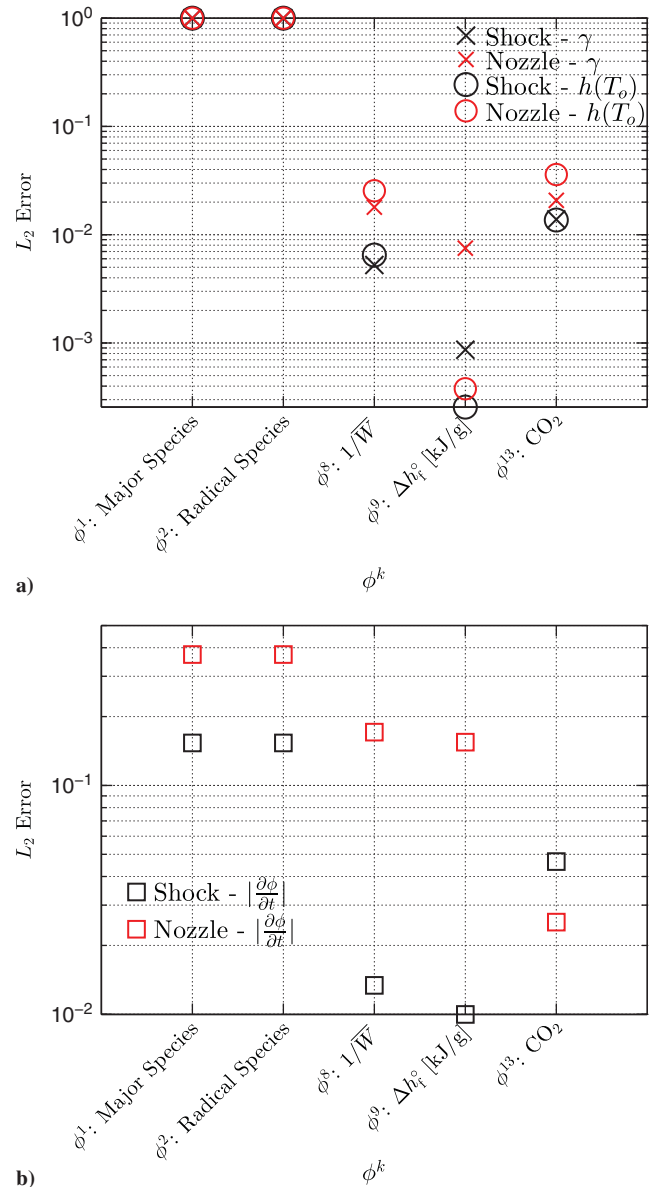 10⁰
10⁻¹
10⁻²
10⁻³
L₂ Error
Shock - γ
Nozzle - γ
Shock - h(Tₒ)
Nozzle - h(Tₒ)
ϕ¹: Major Species
ϕ²: Radical Species
ϕ⁸: 1/W̅
ϕ⁹: Δh°f [kJ/g]
ϕ¹³: CO₂
a)
ϕᵏ
10⁻¹
10⁻²
L₂ Error
Shock - |∂ϕ/∂t|
Nozzle - |∂ϕ/∂t|
ϕ¹: Major Species
ϕ²: Radical Species
ϕ⁸: 1/W̅
ϕ⁹: Δh°f [kJ/g]
ϕ¹³: CO₂
b)
ϕᵏ